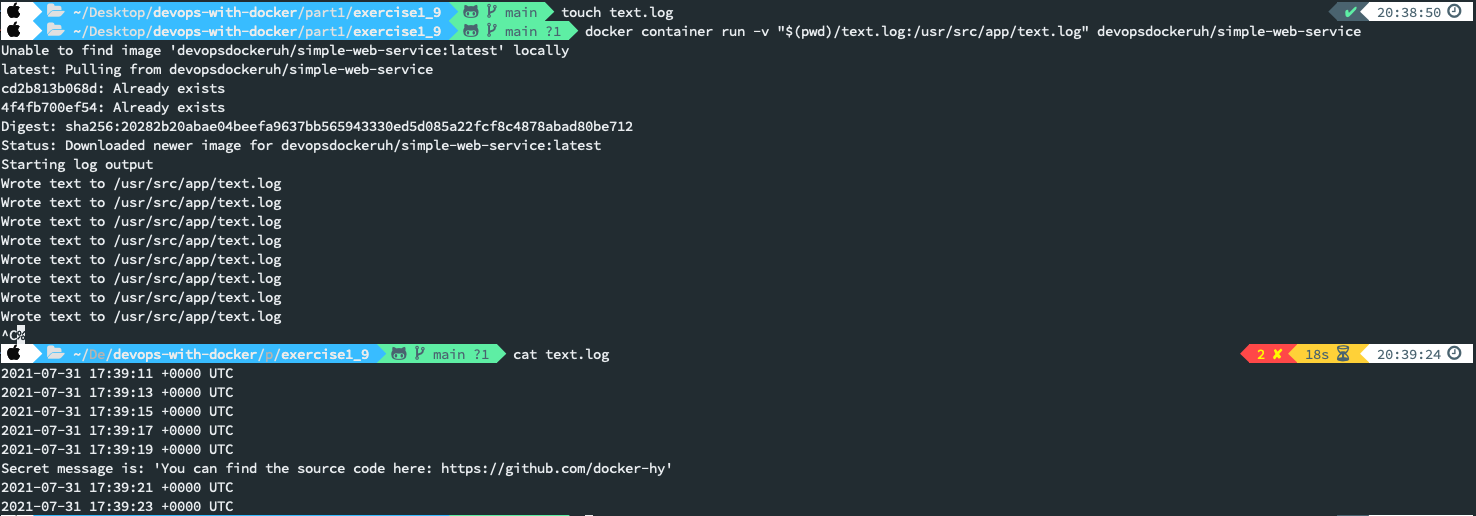 ~/Desktop/devops-with-docker/part1/exercise1_9 main touch text.log ✔ 20:38:50
~/Desktop/devops-with-docker/part1/exercise1_9 main ?1 docker container run -v "$(pwd)/text.log:/usr/src/app/text.log" devopsdockeruh/simple-web-service
Unable to find image 'devopsdockeruh/simple-web-service:latest' locally
latest: Pulling from devopsdockeruh/simple-web-service
cd2b813b068d: Already exists
4f4fb700ef54: Already exists
Digest: sha256:20282b20abae04beefa9637bb565943330ed5d085a22fcf8c4878abad80be712
Status: Downloaded newer image for devopsdockeruh/simple-web-service:latest
Starting log output
Wrote text to /usr/src/app/text.log
Wrote text to /usr/src/app/text.log
Wrote text to /usr/src/app/text.log
Wrote text to /usr/src/app/text.log
Wrote text to /usr/src/app/text.log
Wrote text to /usr/src/app/text.log
Wrote text to /usr/src/app/text.log
Wrote text to /usr/src/app/text.log
^C%
~/De/devops-with-docker/p/exercise1_9 main ?1 cat text.log 2 ✘ 18s 20:39:24
2021-07-31 17:39:11 +0000 UTC
2021-07-31 17:39:13 +0000 UTC
2021-07-31 17:39:15 +0000 UTC
2021-07-31 17:39:17 +0000 UTC
2021-07-31 17:39:19 +0000 UTC
Secret message is: 'You can find the source code here: https://github.com/docker-hy'
2021-07-31 17:39:21 +0000 UTC
2021-07-31 17:39:23 +0000 UTC